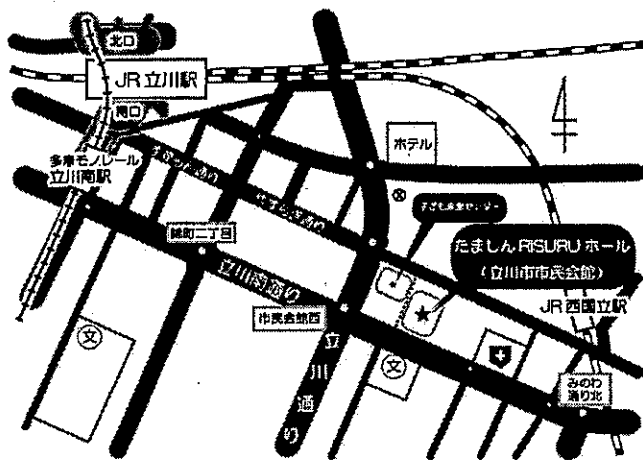 北口
JR立川駅
南口
多摩モノレール
立川南駅
ホテル
子ども未来センター
たましんRISURUホール
（立川市市民会館）
錦町二丁目
立川南通り
JR西国立駅
市民会館西
立川通り
文
文
みのわ
通り北